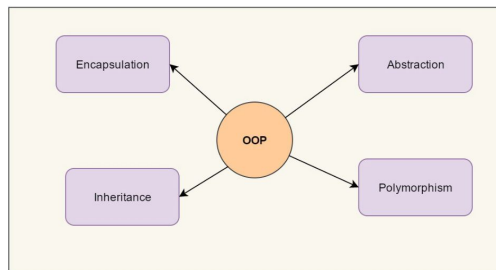 Encapsulation
Abstraction
OOP
Inheritance
Polymorphism